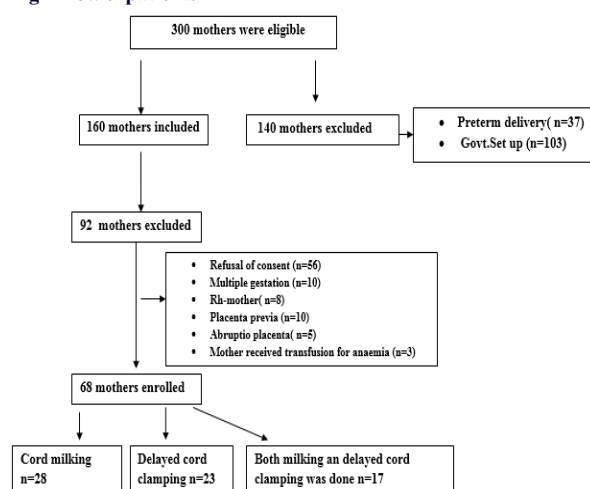 300 mothers were eligible
160 mothers included
140 mothers excluded
• Preterm delivery( n=37)
• Govt.Set up (n=103)
92 mothers excluded
• Refusal of consent (n=56)
• Multiple gestation (n=10)
• Rh-mother( n=8)
• Placenta previa (n=10)
• Abruptio placenta( n=5)
• Mother received transfusion for anaemia (n=3)
68 mothers enrolled
Cord milking
n=28
Delayed cord
clamping n=23
Both milking an delayed cord
clamping was done n=17